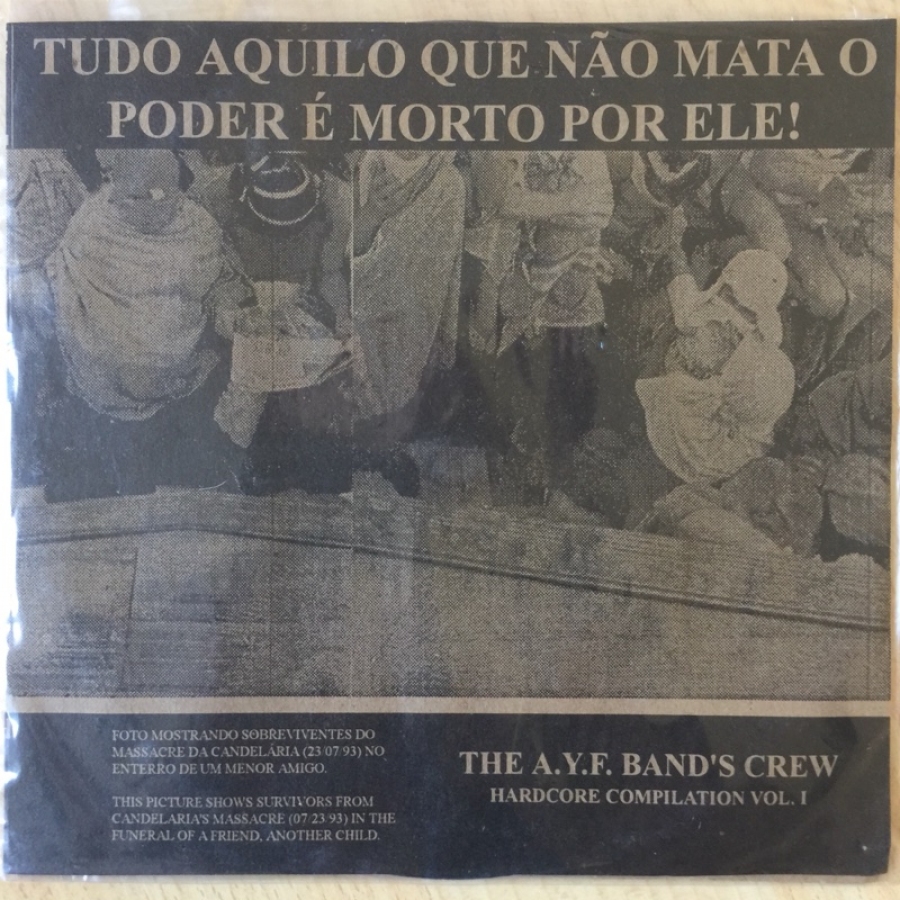 TUDO AQUILO QUE NÃO MATA O
PODER É MORTO POR ELE!
FOTO MOSTRANDO SOBREVIVENTES DO
MASSACRE DA CANDELÁRIA (23/07/93) NO
ENTERRO DE UM MENOR AMIGO.
THIS PICTURE SHOWS SURVIVORS FROM
CANDELARIA'S MASSACRE (07/23/93) IN THE
FUNERAL OF A FRIEND, ANOTHER CHILD.
THE A.Y.F. BAND'S CREW
HARDCORE COMPILATION VOL. I